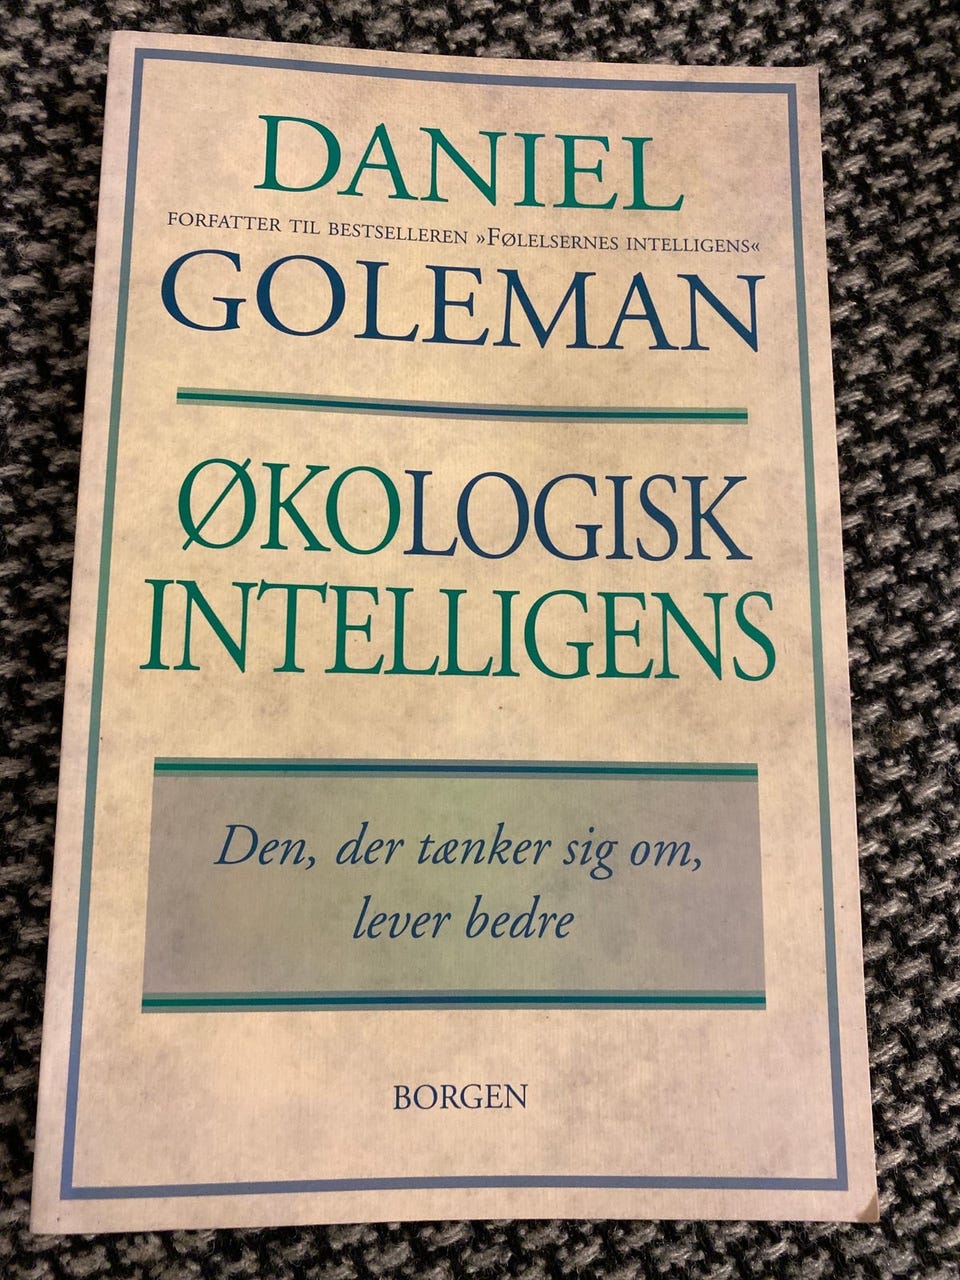 DANIEL
FORFATTER TIL BESTSELLEREN »FØLELSERNES INTELLIGENS«
GOLEMAN
ØKOLOGISK
INTELLIGENS
Den, der tænker sig om,
lever bedre
BORGEN